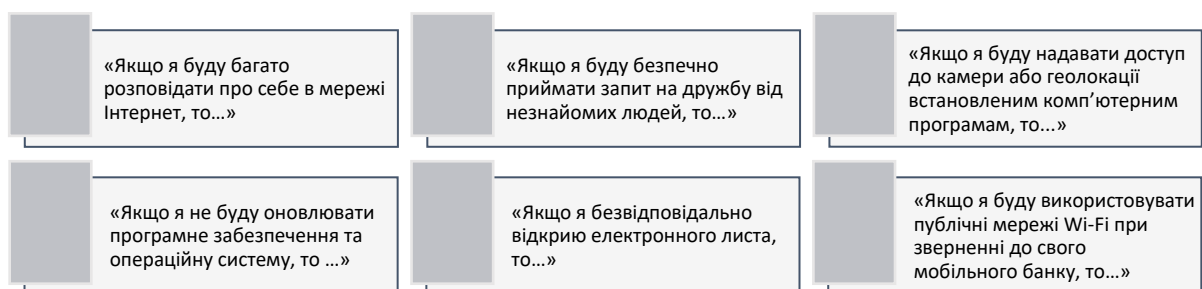 «Якщо я буду багато
розповідати про себе в мережі
Інтернет, то…»
«Якщо я буду безпечно
приймати запит на дружбу від
незнайомих людей, то…»
«Якщо я буду надавати доступ
до камери або геолокації
встановленим комп’ютерним
програмам, то...»
«Якщо я не буду оновлювати
програмне забезпечення та
операційну систему, то …»
«Якщо я безвідповідально
відкрию електронного листа,
то…»
«Якщо я буду використовувати
публічні мережі Wi-Fi при
зверненні до свого
мобільного банку, то…»